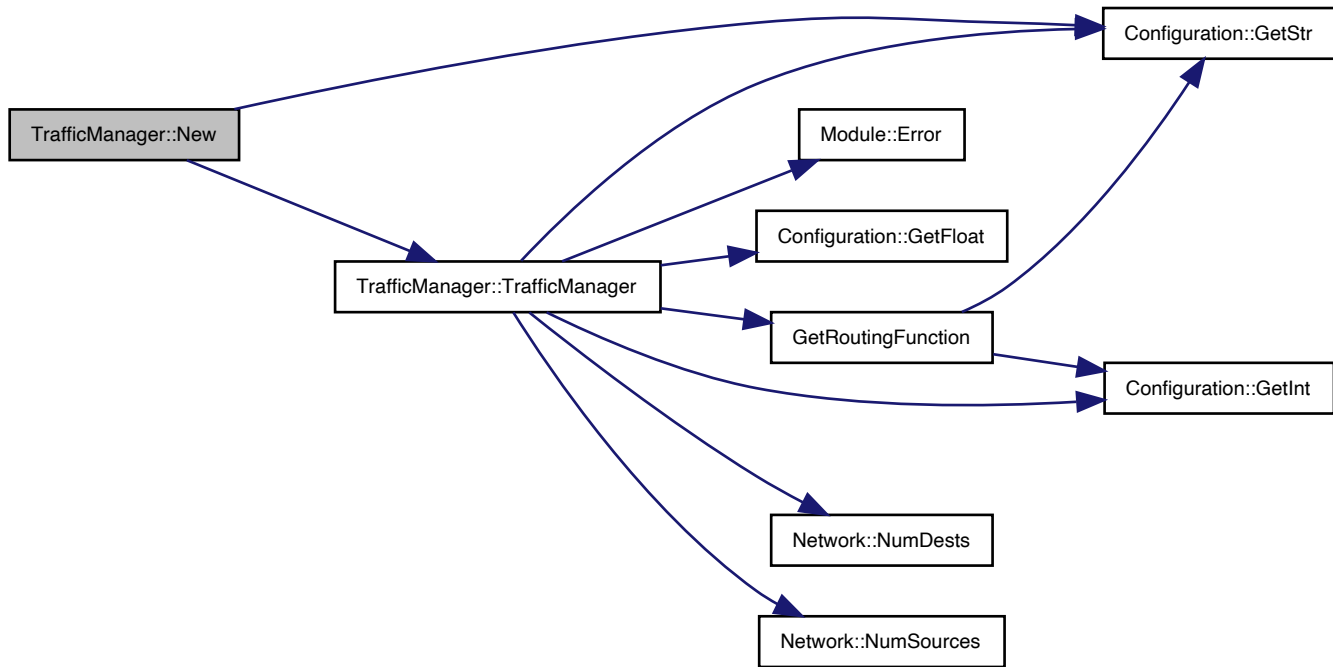 Configuration::GetStr
TrafficManager::New
Module::Error
Configuration::GetFloat
TrafficManager::TrafficManager
GetRoutingFunction
Configuration::GetInt
Network::NumDests
Network::NumSources